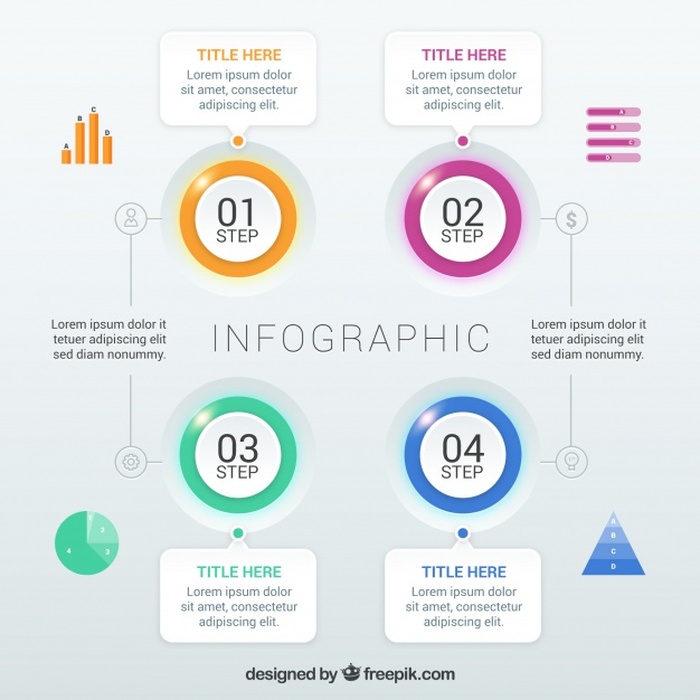 TITLE HERE
Lorem ipsum dolor
sit amet, consectetur
adipiscing elit.
TITLE HERE
Lorem ipsum dolor
sit amet, consectetur
adipiscing elit.
A
B
C
D
A
B
C
D
01
STEP
02
STEP
$
Lorem ipsum dolor it
tetuer adipiscing elit
sed diam nonummy.
INFOGRAPHIC
Lorem ipsum dolor it
tetuer adipiscing elit
sed diam nonummy.
03
STEP
04
STEP
1
2
3
4
A
B
C
D
TITLE HERE
Lorem ipsum dolor
sit amet, consectetur
adipiscing elit.
TITLE HERE
Lorem ipsum dolor
sit amet, consectetur
adipiscing elit.
designed by freepik.com